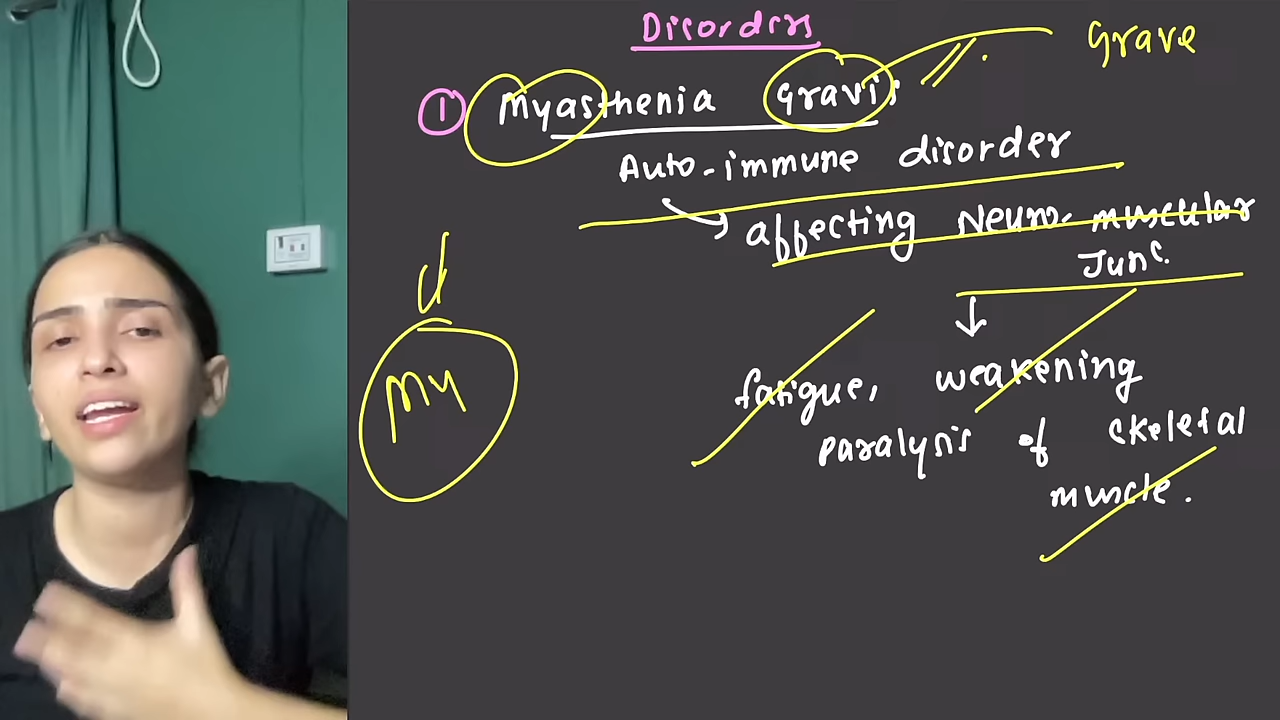 Disorders
Grave
① Myasthenia Gravis
Auto-immune disorder
affecting Neuro-muscular
Junc.
My
fatigue, weakening
paralysis of skeletal
muscle.